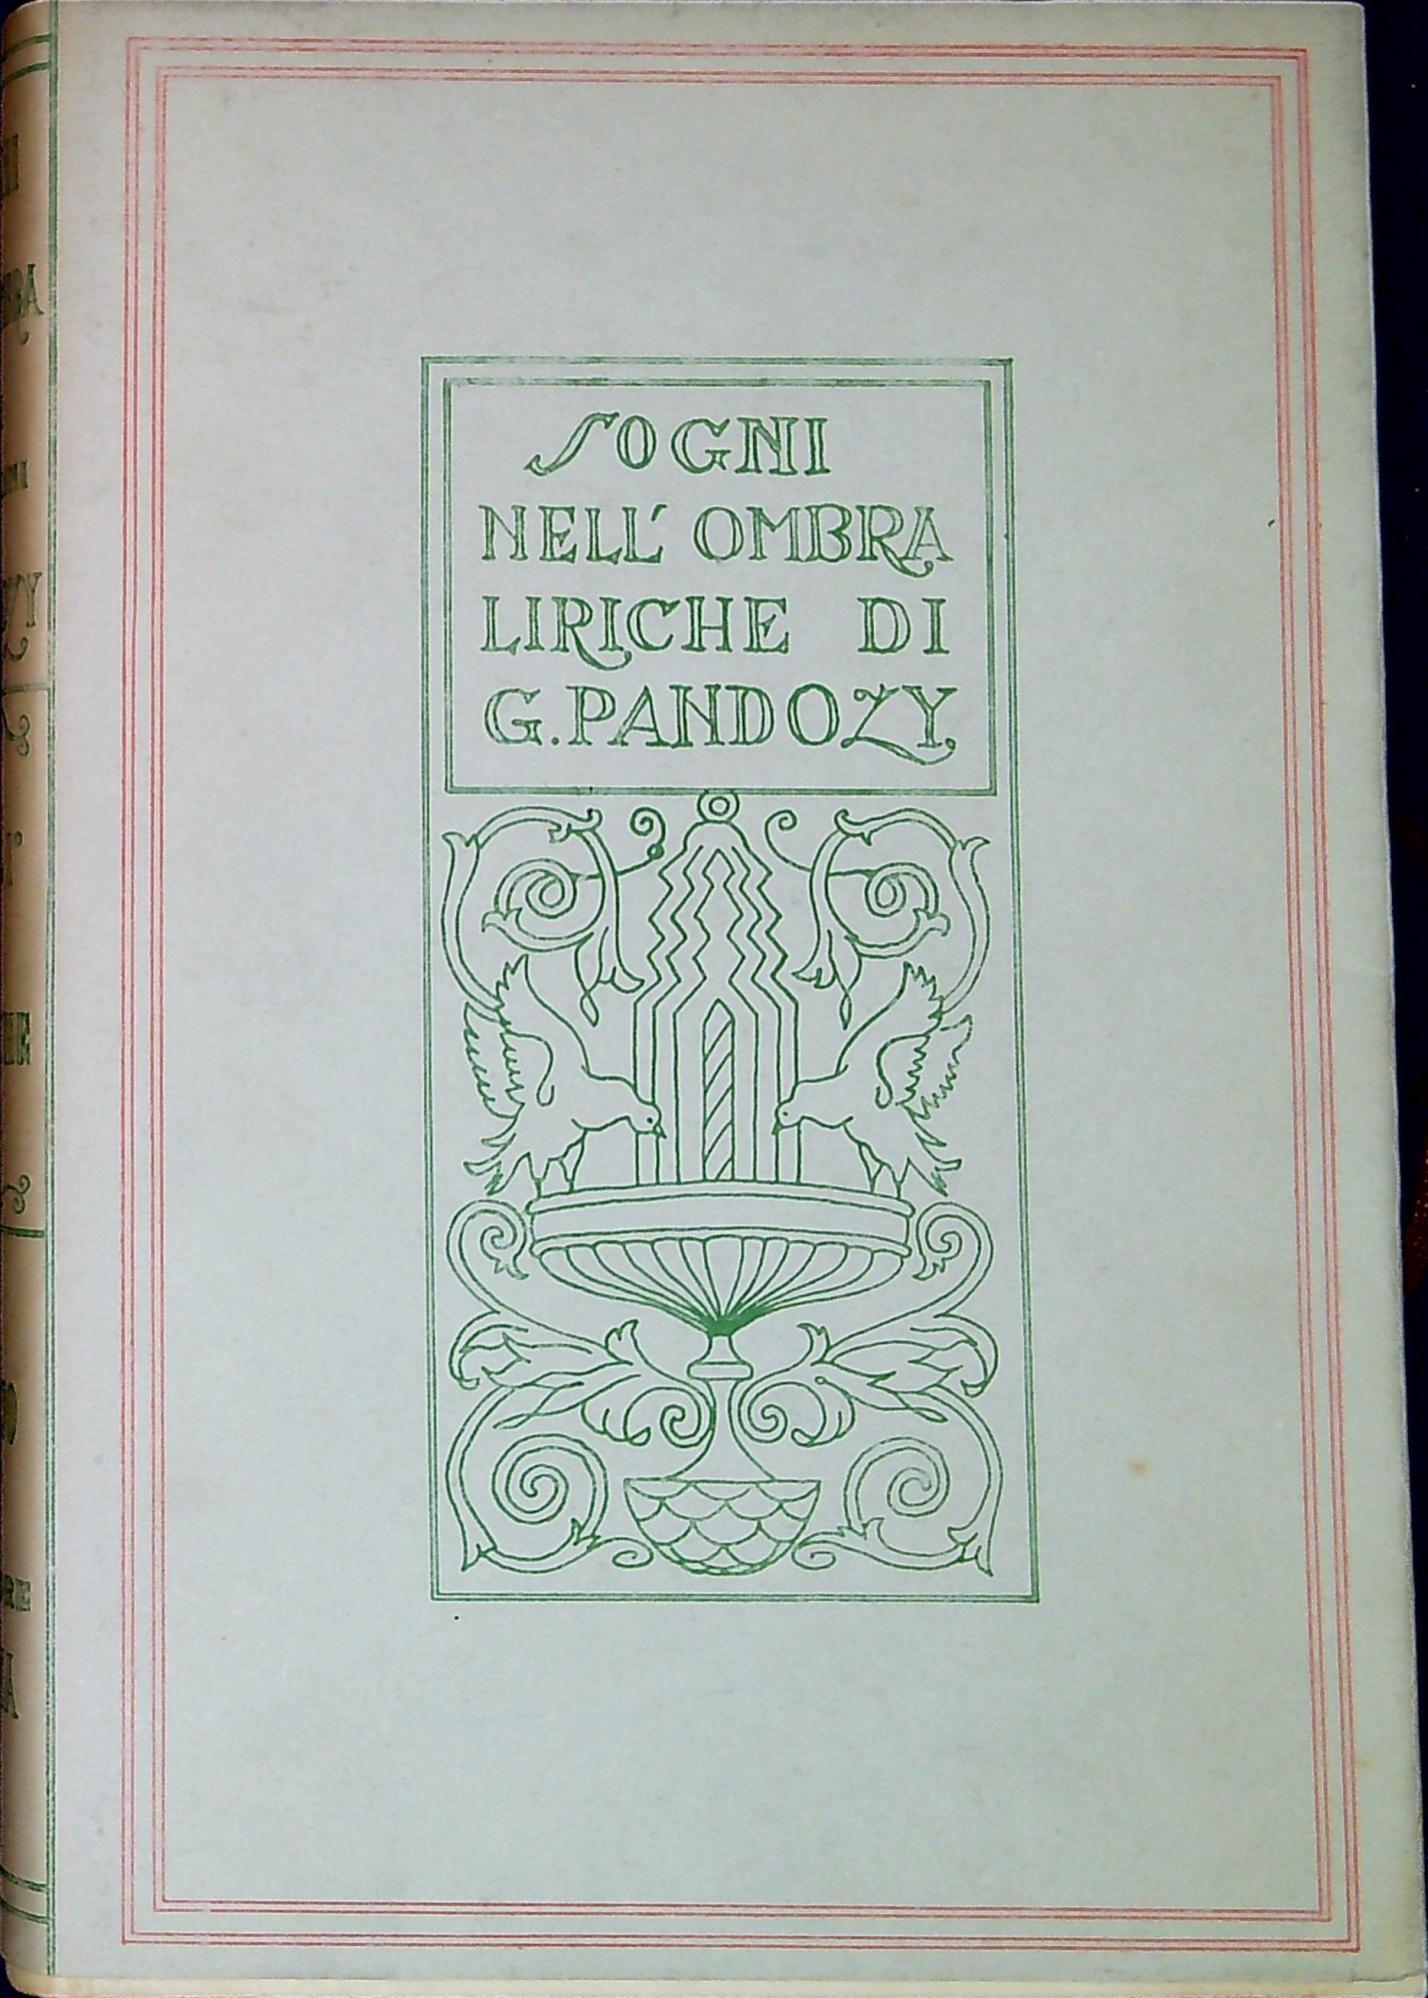 SOGNI
NELL' OMBRA
LIRICHE DI
G. PANDOZY